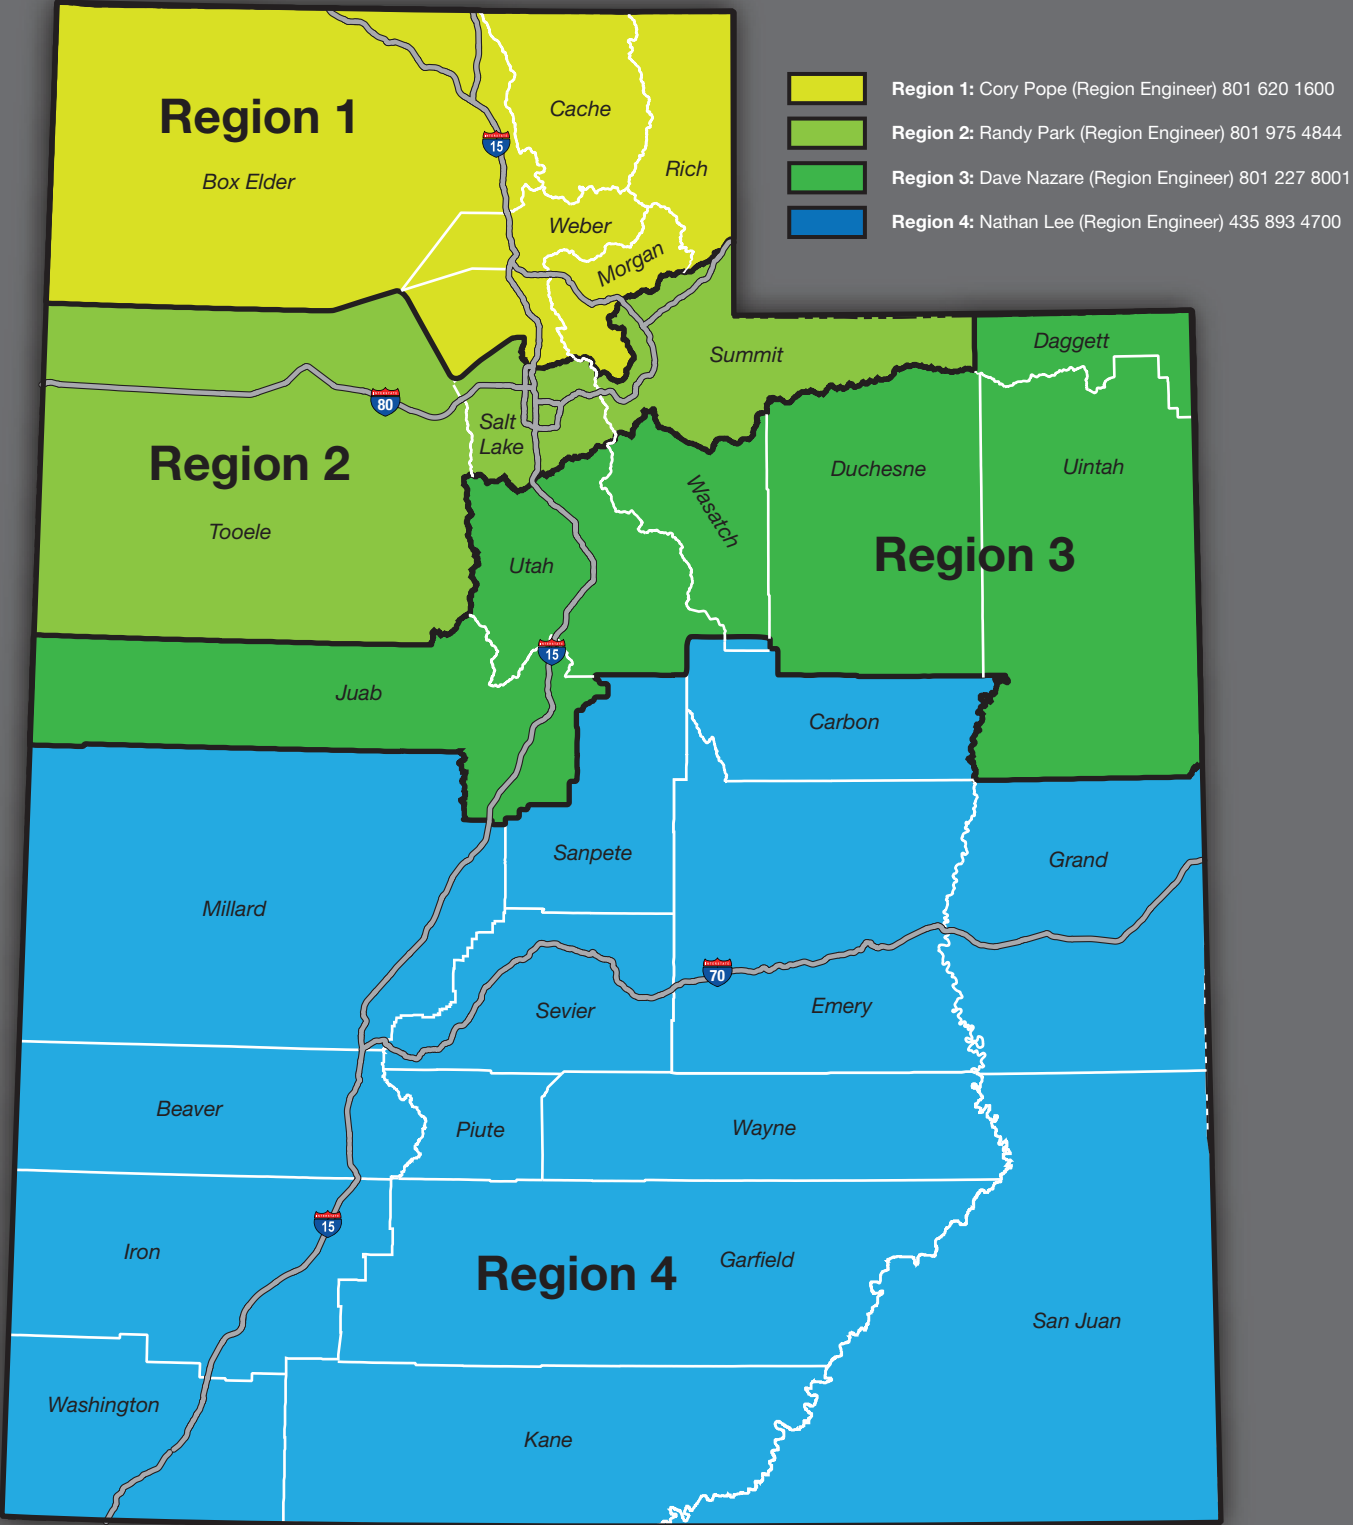 Region 1: Cory Pope (Region Engineer) 801 620 1600
Region 2: Randy Park (Region Engineer) 801 975 4844
Region 3: Dave Nazare (Region Engineer) 801 227 8001
Region 4: Nathan Lee (Region Engineer) 435 893 4700
Region 1
Box Elder
Cache
Rich
15
Weber
Morgan
Summit
Daggett
80
Salt
Lake
Region 2
Tooele
Wasatch
Duchesne
Uintah
Region 3
Utah
15
Juab
Carbon
Sanpete
Grand
Millard
70
Sevier
Emery
Beaver
Piute
Wayne
15
Iron
Region 4
Garfield
San Juan
Washington
Kane